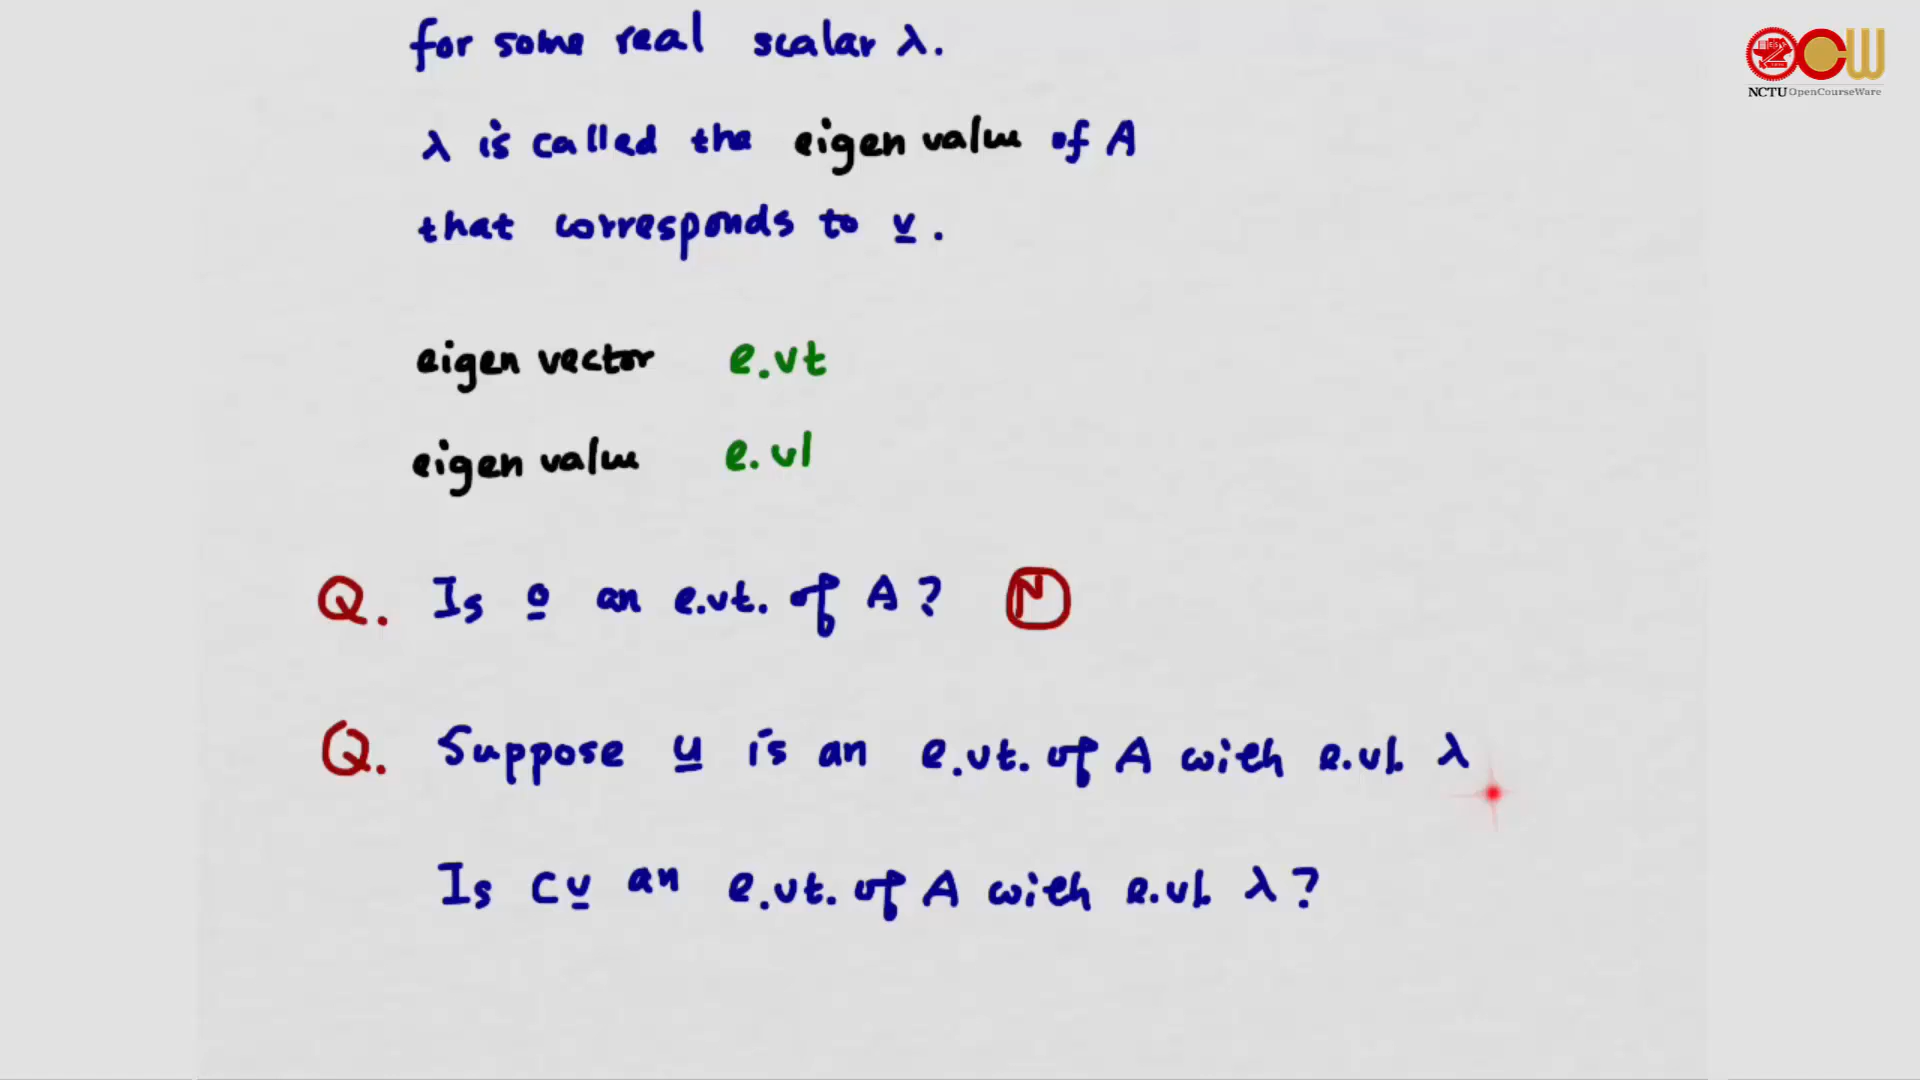 for some real scalar λ.
NCTU OpenCourseWare
λ is called the eigen value of A
that corresponds to v.
eigen vector e.vt
eigen value e.vl
Q. Is 0 an e.vt. of A? N
Q. Suppose u is an e.vt. of A with e.vl. λ
Is cv an e.vt. of A with e.vl. λ?